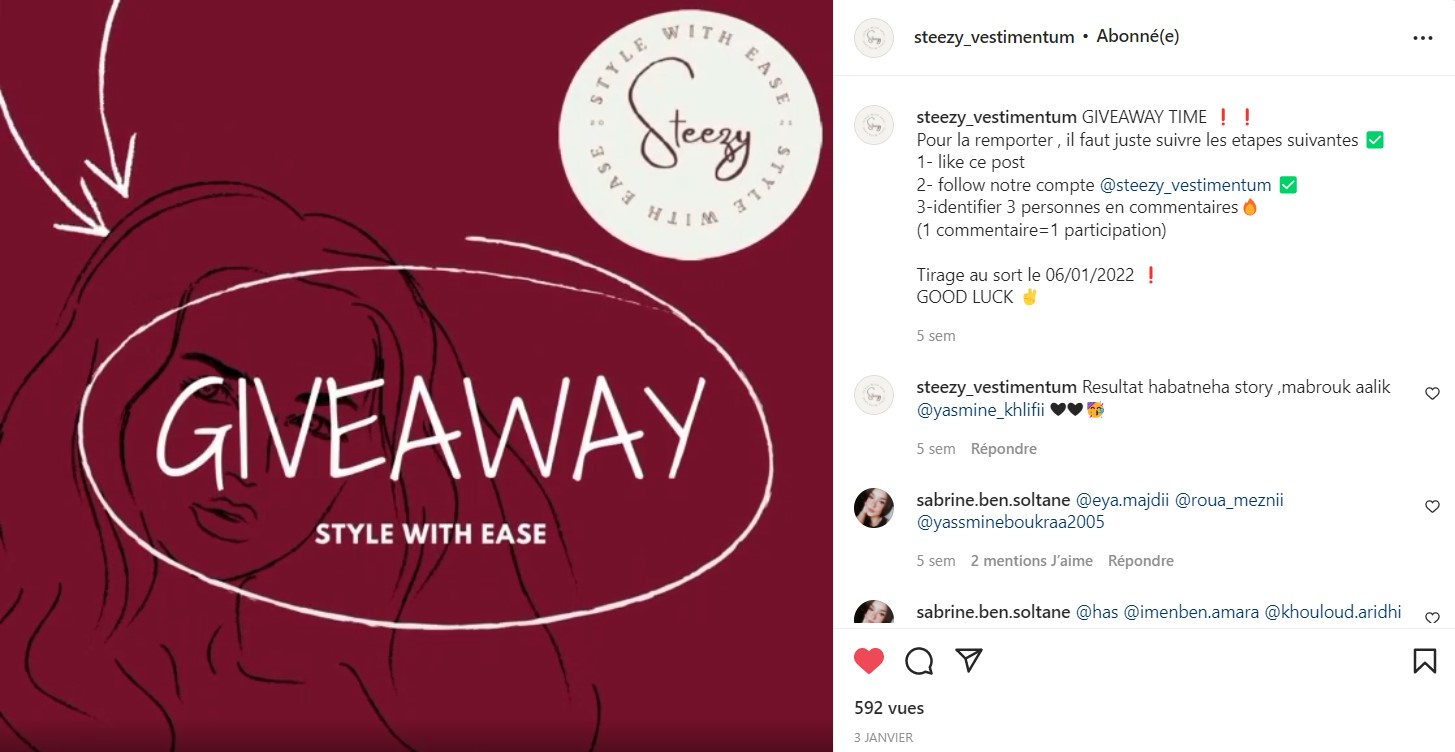 STYLE WITH EASE :: STYLE WITH EASE ::
Steezy
GIVEAWAY
STYLE WITH EASE
steezy_vestimentum • Abonné(e)
steezy_vestimentum GIVEAWAY TIME ❗ ❗
Pour la remporter , il faut juste suivre les etapes suivantes ✅
1- like ce post
2- follow notre compte @steezy_vestimentum ✅
3-identifier 3 personnes en commentaires🔥
(1 commentaire=1 participation)
Tirage au sort le 06/01/2022 ❗
GOOD LUCK ✌
5 sem
steezy_vestimentum Resultat habatneha story ,mabrouk aalik
@yasmine_khlifii 🖤🖤🥳
5 sem Répondre
sabrine.ben.soltane @eya.majdii @roua_meznii
@yassmineboukraa2005
5 sem 2 mentions J’aime Répondre
sabrine.ben.soltane @has @imenben.amara @khouloud.aridhi
592 vues
3 JANVIER